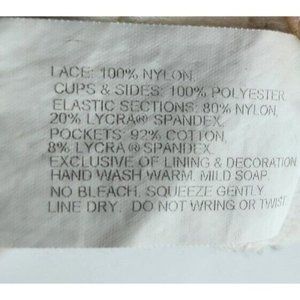 LACE: 100% NYLON,
CUPS & SIDES: 100% POLYESTER
ELASTIC SECTIONS: 80% NYLON,
20% LYCRA® SPANDEX.
POCKETS: 92% COTTON,
8% LYCRA® SPANDEX.
EXCLUSIVE OF LINING & DECORATION
HAND WASH WARM. MILD SOAP.
NO BLEACH. SQUEEZE GENTLY.
LINE DRY. DO NOT WRING OR TWIST